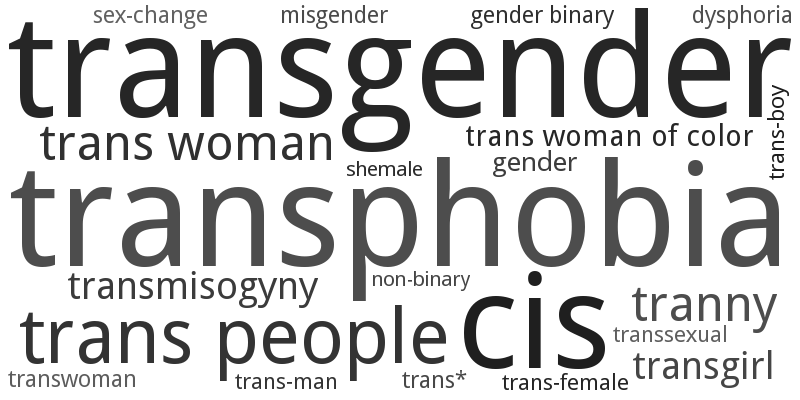 sex-change
misgender
gender binary
dysphoria
transgender
trans-boy
trans woman
trans woman of color
shemale
gender
transphobia
transmisogyny
non-binary
cis
tranny
trans people
transsexual
transgirl
transwoman
trans-man
trans*
trans-female